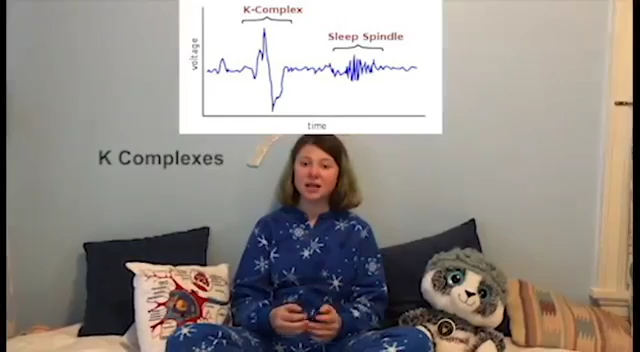 K-Complex
Sleep Spindle
voltage
time
K Complexes